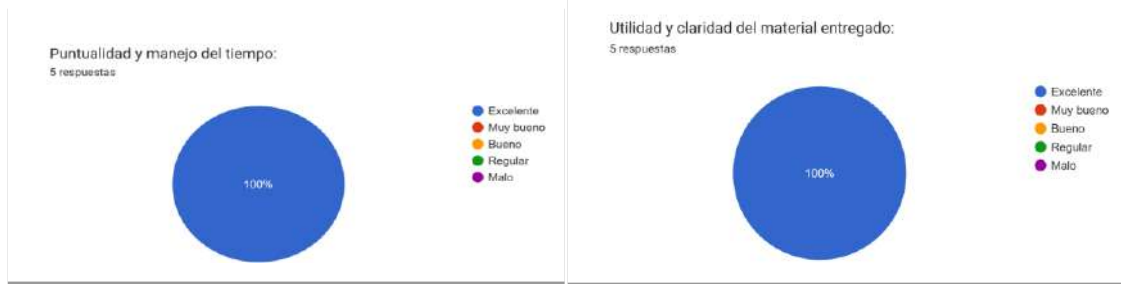 Puntualidad y manejo del tiempo:
5 respuestas
100%
Excelente
Muy bueno
Bueno
Regular
Malo
Utilidad y claridad del material entregado:
5 respuestas
100%
Excelente
Muy bueno
Bueno
Regular
Malo